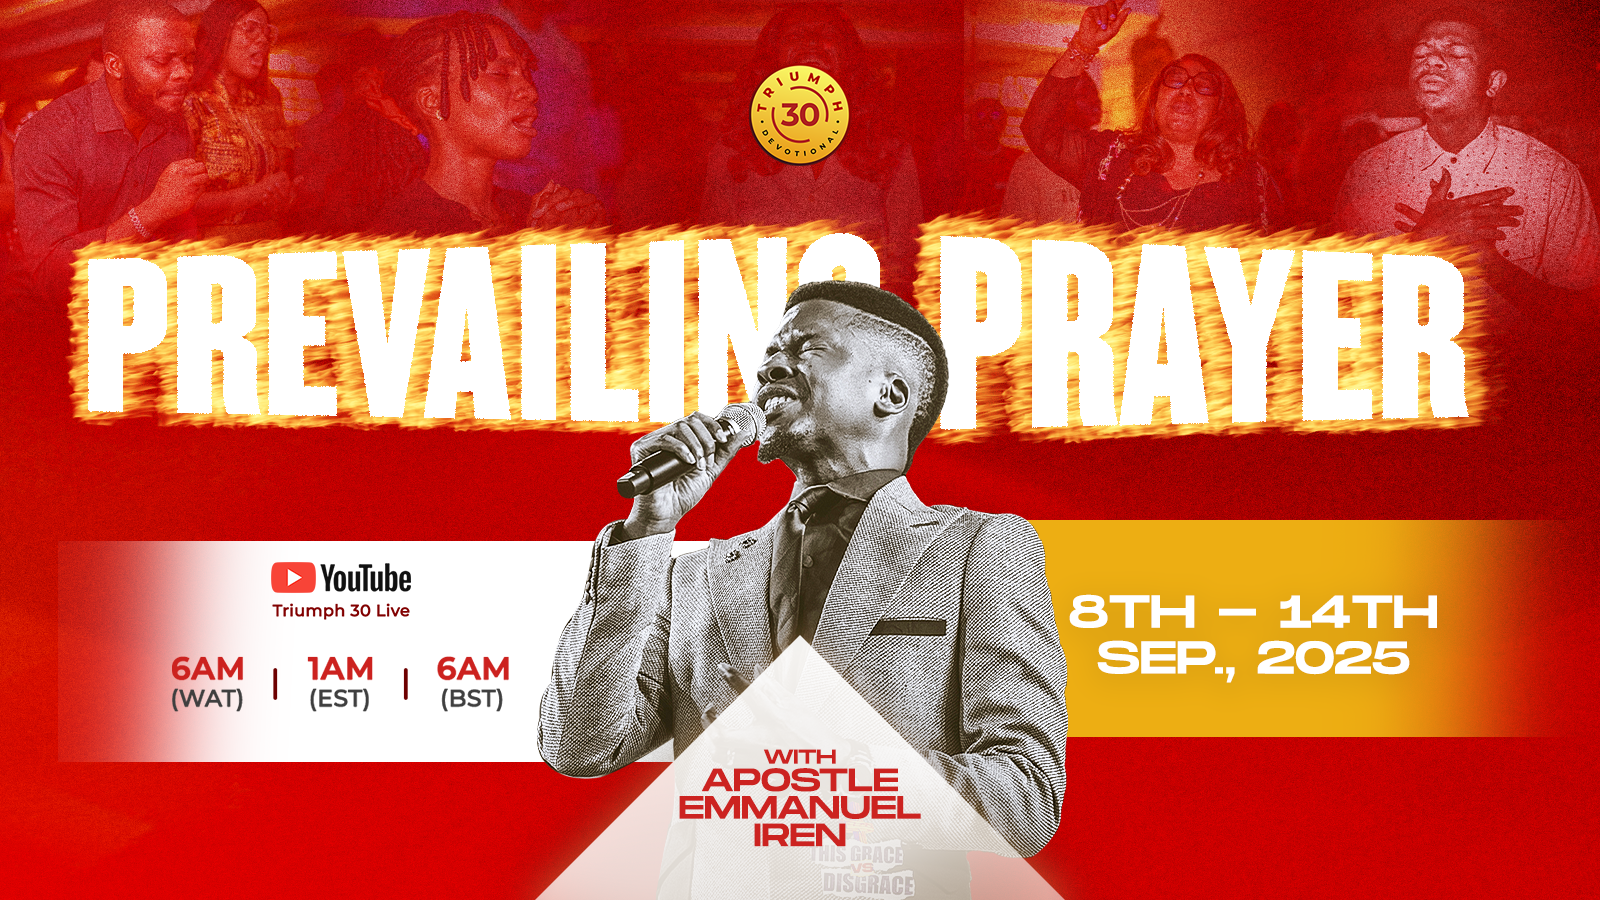 TRIUMPH
30
DEVOTIONAL
PREVAILING PRAYER
YouTube
Triumph 30 Live
6AM | 1AM | 6AM
(WAT) (EST) (BST)
8TH – 14TH
SEP., 2025
WITH
APOSTLE
EMMANUEL
IREN
THIS GRACE
VS.
DISGRACE